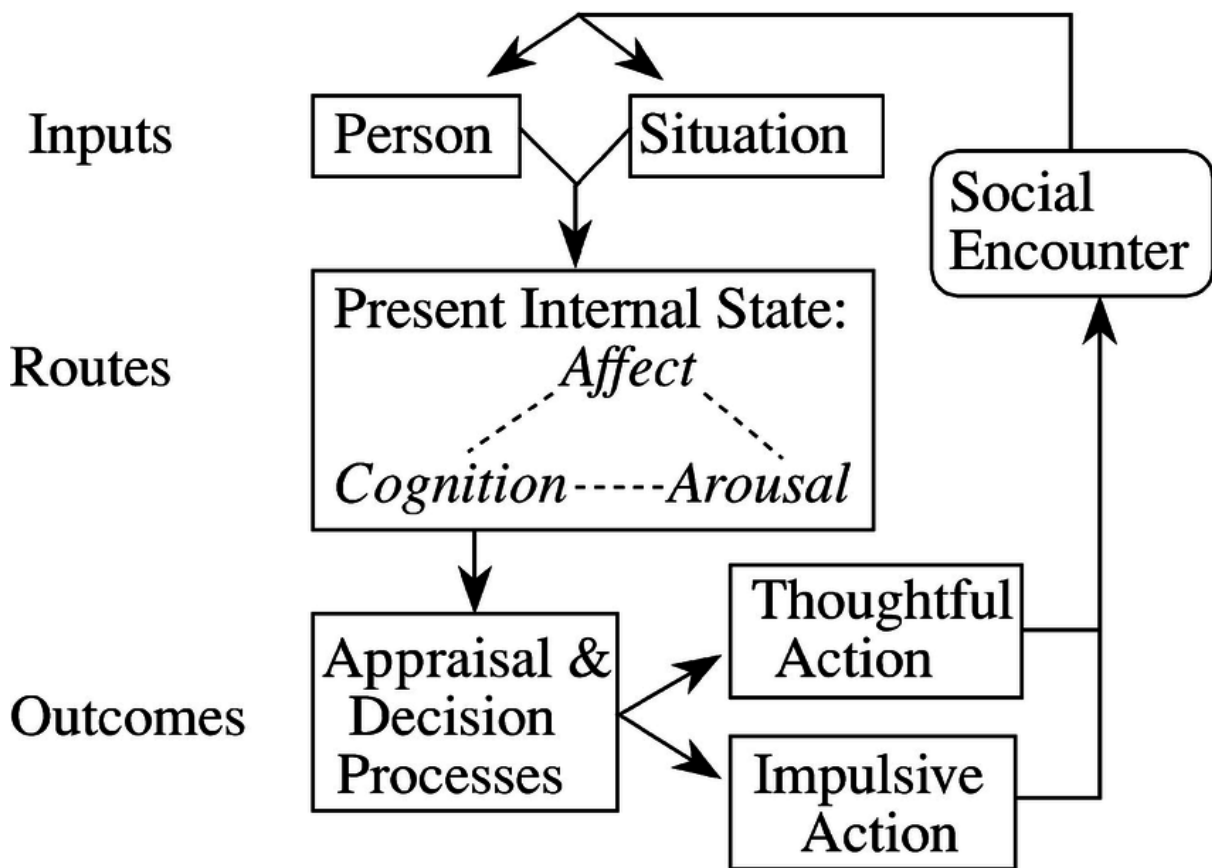 Inputs
Person
Situation
Social
Encounter
Routes
Present Internal State:
Affect
Cognition
Arousal
Outcomes
Appraisal &
Decision
Processes
Thoughtful
Action
Impulsive
Action